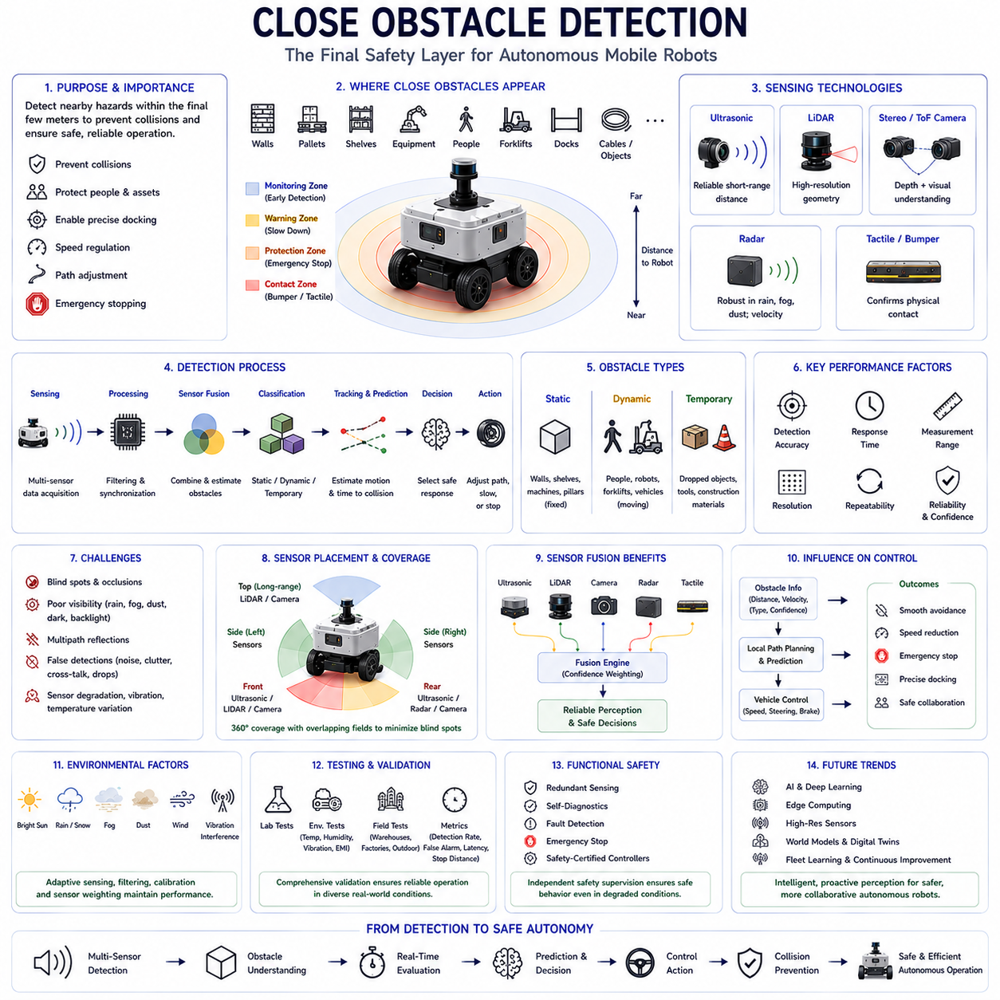 CLOSE OBSTACLE DETECTION
The Final Safety Layer for Autonomous Mobile Robots
1. PURPOSE & IMPORTANCE
Detect nearby hazards within the final
few meters to prevent collisions and
ensure safe, reliable operation.
Prevent collisions
Protect people & assets
Enable precise docking
Speed regulation
Path adjustment
Emergency stopping
2. WHERE CLOSE OBSTACLES APPEAR
Walls
Pallets
Shelves
Equipment
People
Forklifts
Docks
Cables /
Objects
...
Monitoring Zone
(Early Detection)
Warning Zone
(Slow Down)
Protection Zone
(Emergency Stop)
Contact Zone
(Bumper / Tactile)
Far
Distance
to Robot
Near
3. SENSING TECHNOLOGIES
Ultrasonic
Reliable short-range
distance
LiDAR
High-resolution
geometry
Stereo / ToF Camera
Depth + visual
understanding
Radar
Robust in rain, fog,
dust; velocity
Tactile / Bumper
Confirms physical
contact
4. DETECTION PROCESS
Sensing
Multi-sensor
data acquisition
Processing
Filtering &
synchronization
Sensor Fusion
Combine & estimate
obstacles
Classification
Static / Dynamic /
Temporary
Tracking & Prediction
Estimate motion
& time to collision
Decision
Select safe
response
Action
Adjust path,
slow,
or stop
5. OBSTACLE TYPES
Static
Walls, shelves,
machines, pillars
(fixed)
Dynamic
People, robots,
forklifts, vehicles
(moving)
Temporary
Dropped objects,
tools, construction
materials
6. KEY PERFORMANCE FACTORS
Detection
Accuracy
Response
Time
Measurement
Range
Resolution
Repeatability
Reliability
& Confidence
7. CHALLENGES
Blind spots & occlusions
Poor visibility (rain, fog, dust,
dark, backlight)
Multipath reflections
False detections (noise, clutter,
cross-talk, drops)
Sensor degradation, vibration,
temperature variation
8. SENSOR PLACEMENT & COVERAGE
Top (Long-range)
LiDAR / Camera
Side (Left)
Sensors
Side (Right)
Sensors
Front
Ultrasonic /
LIDAR / Camera
Rear
Ultrasonic /
Radar / Camera
360° coverage with overlapping fields to minimize blind spots
9. SENSOR FUSION BENEFITS
Ultrasonic
LiDAR
Camera
Radar
Tactile
Fusion Engine
(Confidence Weighting)
Reliable Perception
& Safe Decisions
10. INFLUENCE ON CONTROL
Obstacle Info
(Distance, Velocity,
(Type, Confidence)
Local Path Planning
& Prediction
Vehicle Control
(Speed, Steering, Brake)
Outcomes
Smooth avoidance
Speed reduction
Emergency stop
Precise docking
Safe collaboration
11. ENVIRONMENTAL FACTORS
Bright Sun
Rain / Snow
Fog
Dust
Wind
Vibration
Interference
Adaptive sensing, filtering, calibration
and sensor weighting maintain performance.
12. TESTING & VALIDATION
Lab Tests
Env. Tests
(Temp, Humidity,
Vibration, EMI)
Field Tests
(Warehouses,
Factories, Outdoor)
Metrics
(Detection Rate,
False Alarm, Latency,
Stop Distance)
Comprehensive validation ensures reliable operation
in diverse real-world conditions.
13. FUNCTIONAL SAFETY
Redundant Sensing
Self-Diagnostics
Fault Detection
Emergency Stop
Safety-Certified Controllers
Independent safety supervision ensures safe
behavior even in degraded conditions.
14. FUTURE TRENDS
AI & Deep Learning
Edge Computing
High-Res Sensors
World Models & Digital Twins
Fleet Learning & Continuous Improvement
Intelligent, proactive perception for safer,
more collaborative autonomous robots.
FROM DETECTION TO SAFE AUTONOMY
Multi-Sensor
Detection
Obstacle
Understanding
Real-Time
Evaluation
Prediction &
Decision
Control
Action
Collision
Prevention
Safe & Efficient
Autonomous Operation